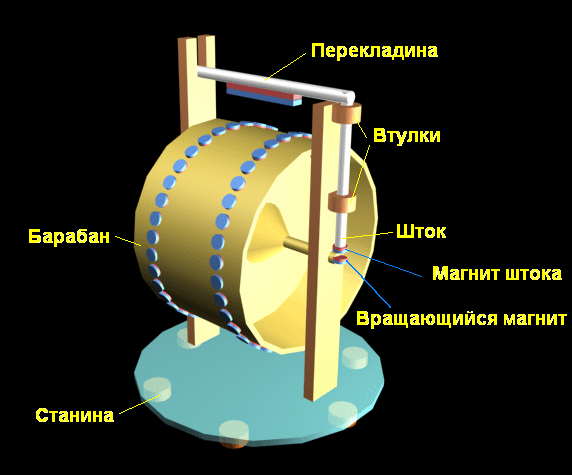 Перекладина
Втулки
Барабан
Шток
Магнит штока
Вращающийся магнит
Станина